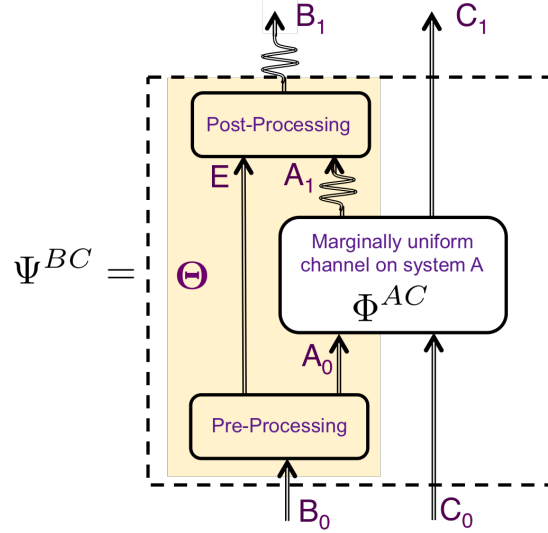 B₁ C₁
Post-Processing
E A₁
Marginally uniform
channel on system A
Ψ^{BC} = Θ Φ^{AC}
A₀
Pre-Processing
B₀ C₀